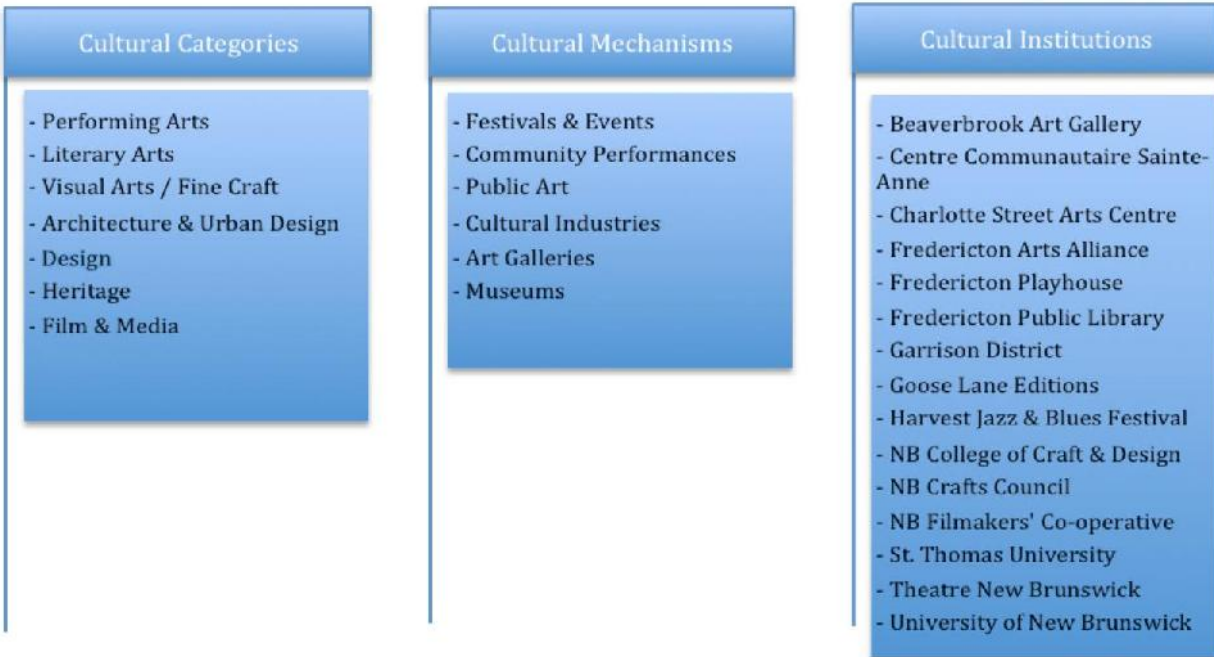 Cultural Categories
- Performing Arts
- Literary Arts
- Visual Arts / Fine Craft
- Architecture & Urban Design
- Design
- Heritage
- Film & Media
Cultural Mechanisms
- Festivals & Events
- Community Performances
- Public Art
- Cultural Industries
- Art Galleries
- Museums
Cultural Institutions
- Beaverbrook Art Gallery
- Centre Communautaire Sainte-
Anne
- Charlotte Street Arts Centre
- Fredericton Arts Alliance
- Fredericton Playhouse
- Fredericton Public Library
- Garrison District
- Goose Lane Editions
- Harvest Jazz & Blues Festival
- NB College of Craft & Design
- NB Crafts Council
- NB Filmakers' Co-operative
- St. Thomas University
- Theatre New Brunswick
- University of New Brunswick